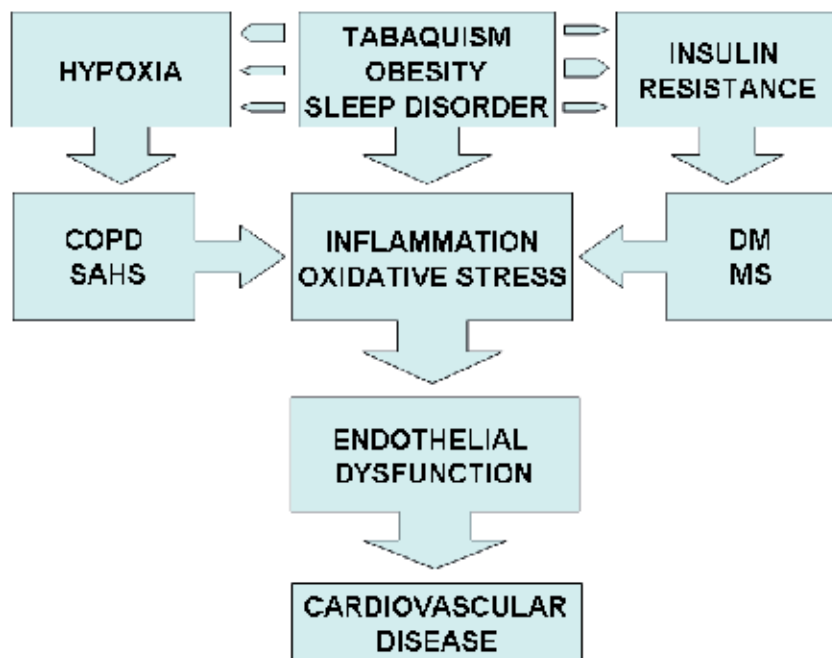 HYPOXIA
TABAQUISM
OBESITY
SLEEP DISORDER
INSULIN
RESISTANCE
COPD
SAHS
INFLAMMATION
OXIDATIVE STRESS
DM
MS
ENDOTHELIAL
DYSFUNCTION
CARDIOVASCULAR
DISEASE